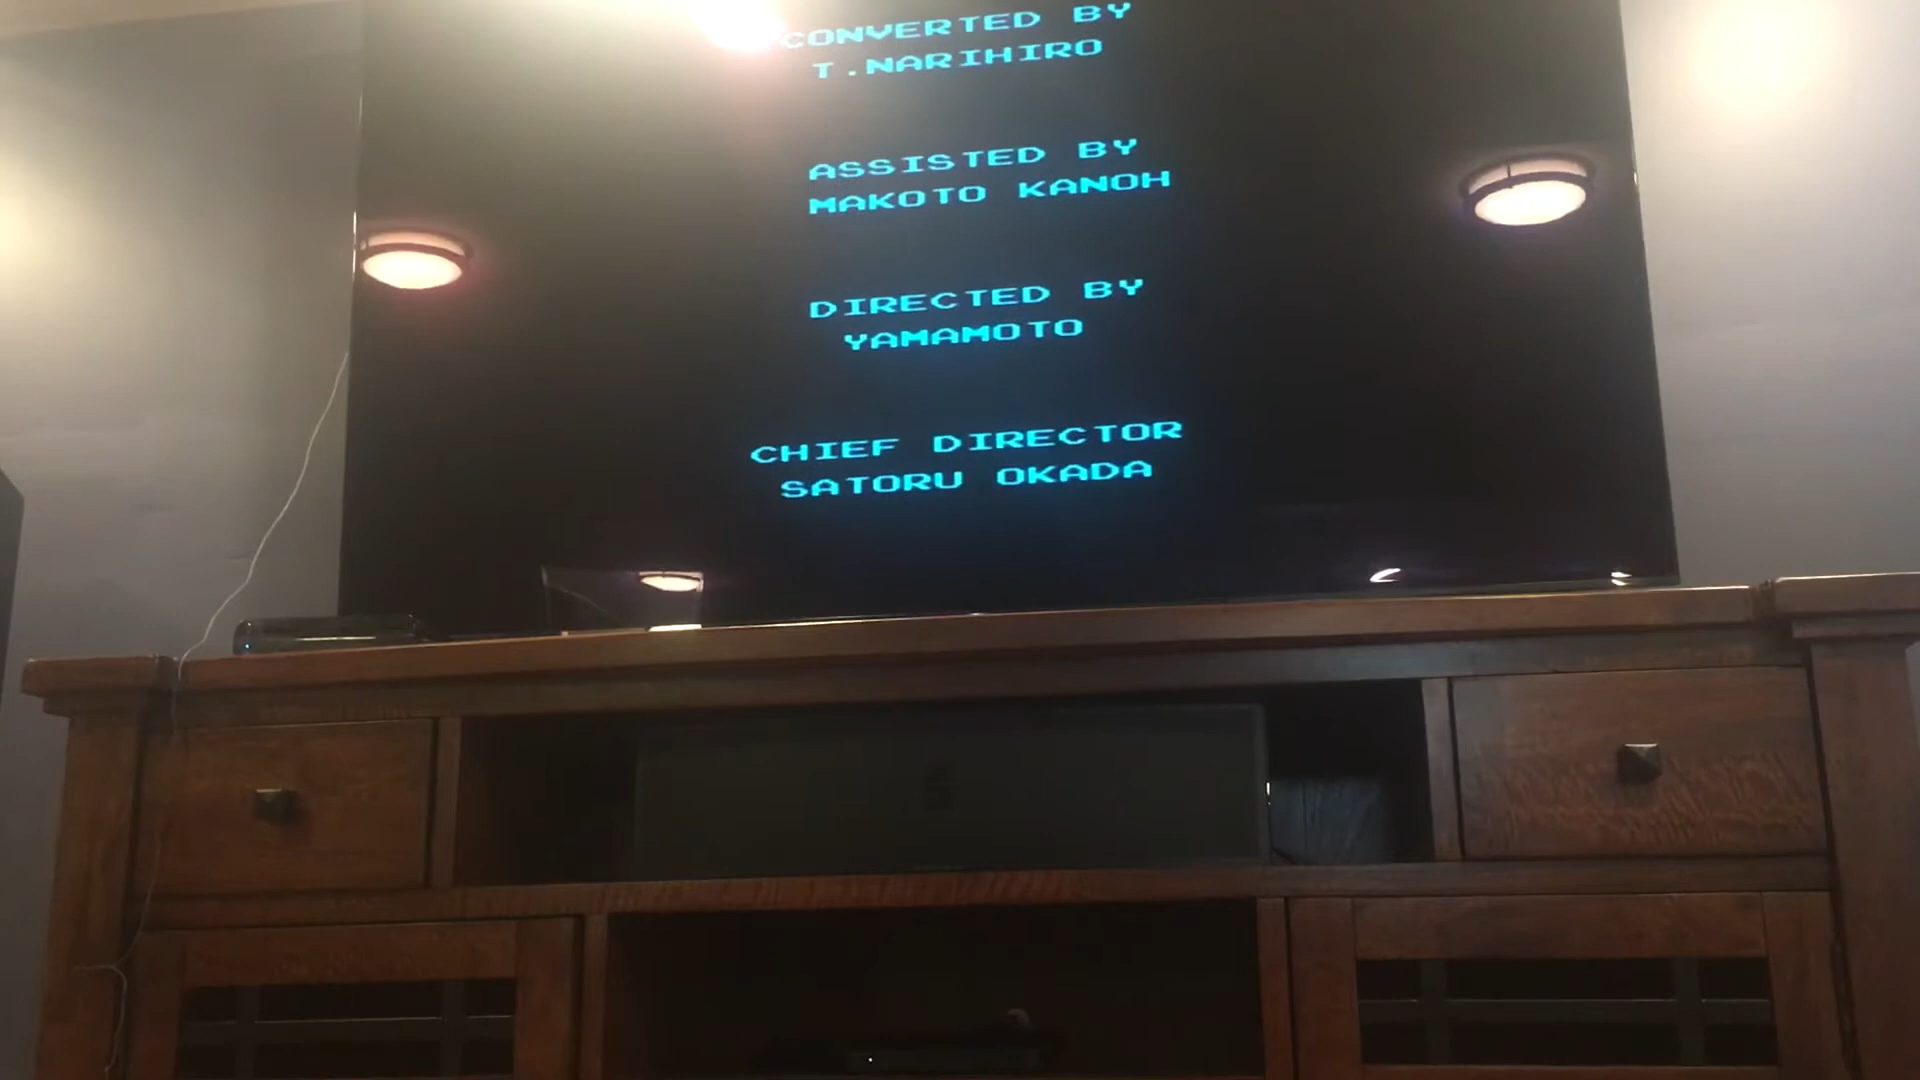 CONVERTED BY
T.NARIHIRO
ASSISTED BY
MAKOTO KANOH
DIRECTED BY
YAMAMOTO
CHIEF DIRECTOR
SATORU OKADA